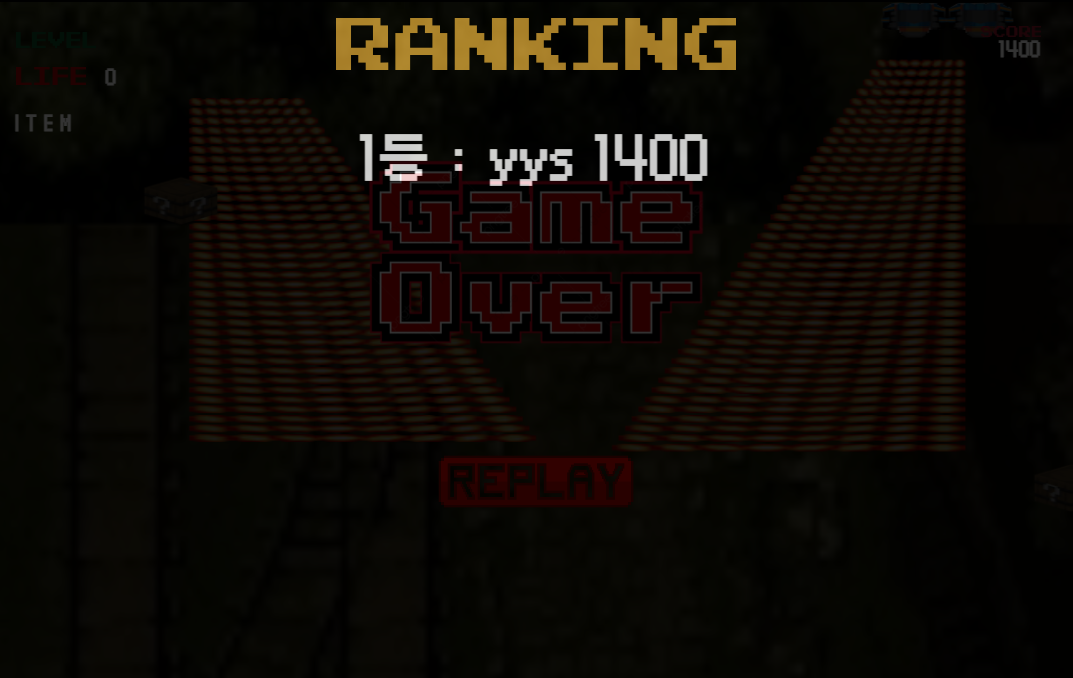 RANKING
LEVEL
SCORE
1400
LIFE 0
ITEM
1등 : yys 1400
? ?
Game
Over
REPLAY